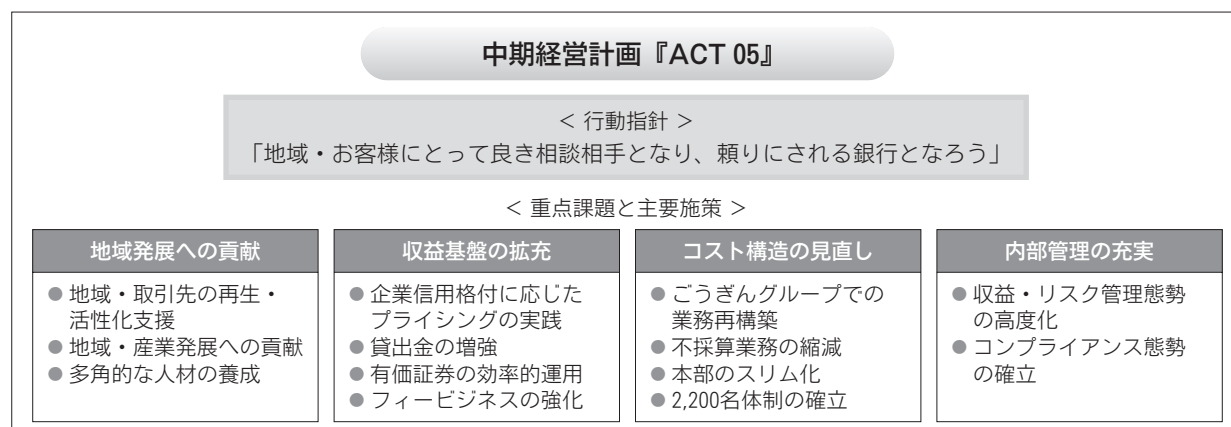 中期経営計画『ACT 05』
< 行動指針 >
「地域・お客様にとって良き相談相手となり、頼りにされる銀行となろう」
< 重点課題と主要施策 >
地域発展への貢献
● 地域・取引先の再生・
活性化支援
● 地域・産業発展への貢献
● 多角的な人材の養成
収益基盤の拡充
● 企業信用格付に応じた
プライシングの実践
● 貸出金の増強
● 有価証券の効率的運用
● フィービジネスの強化
コスト構造の見直し
● ごうぎんグループでの
業務再構築
● 不採算業務の縮減
● 本部のスリム化
● 2,200名体制の確立
内部管理の充実
● 収益・リスク管理態勢
の高度化
● コンプライアンス態勢
の確立